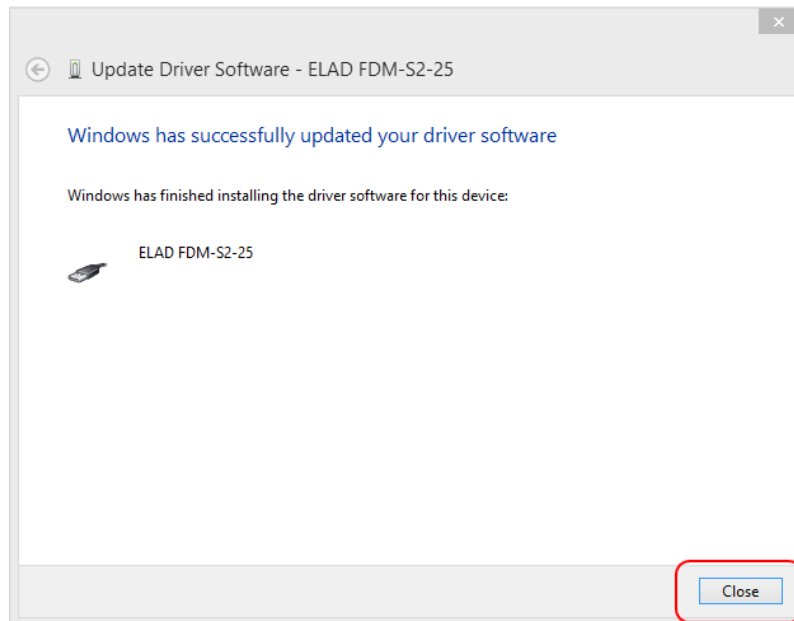 Update Driver Software - ELAD FDM-S2-25
Windows has successfully updated your driver software
Windows has finished installing the driver software for this device:
ELAD FDM-S2-25
Close